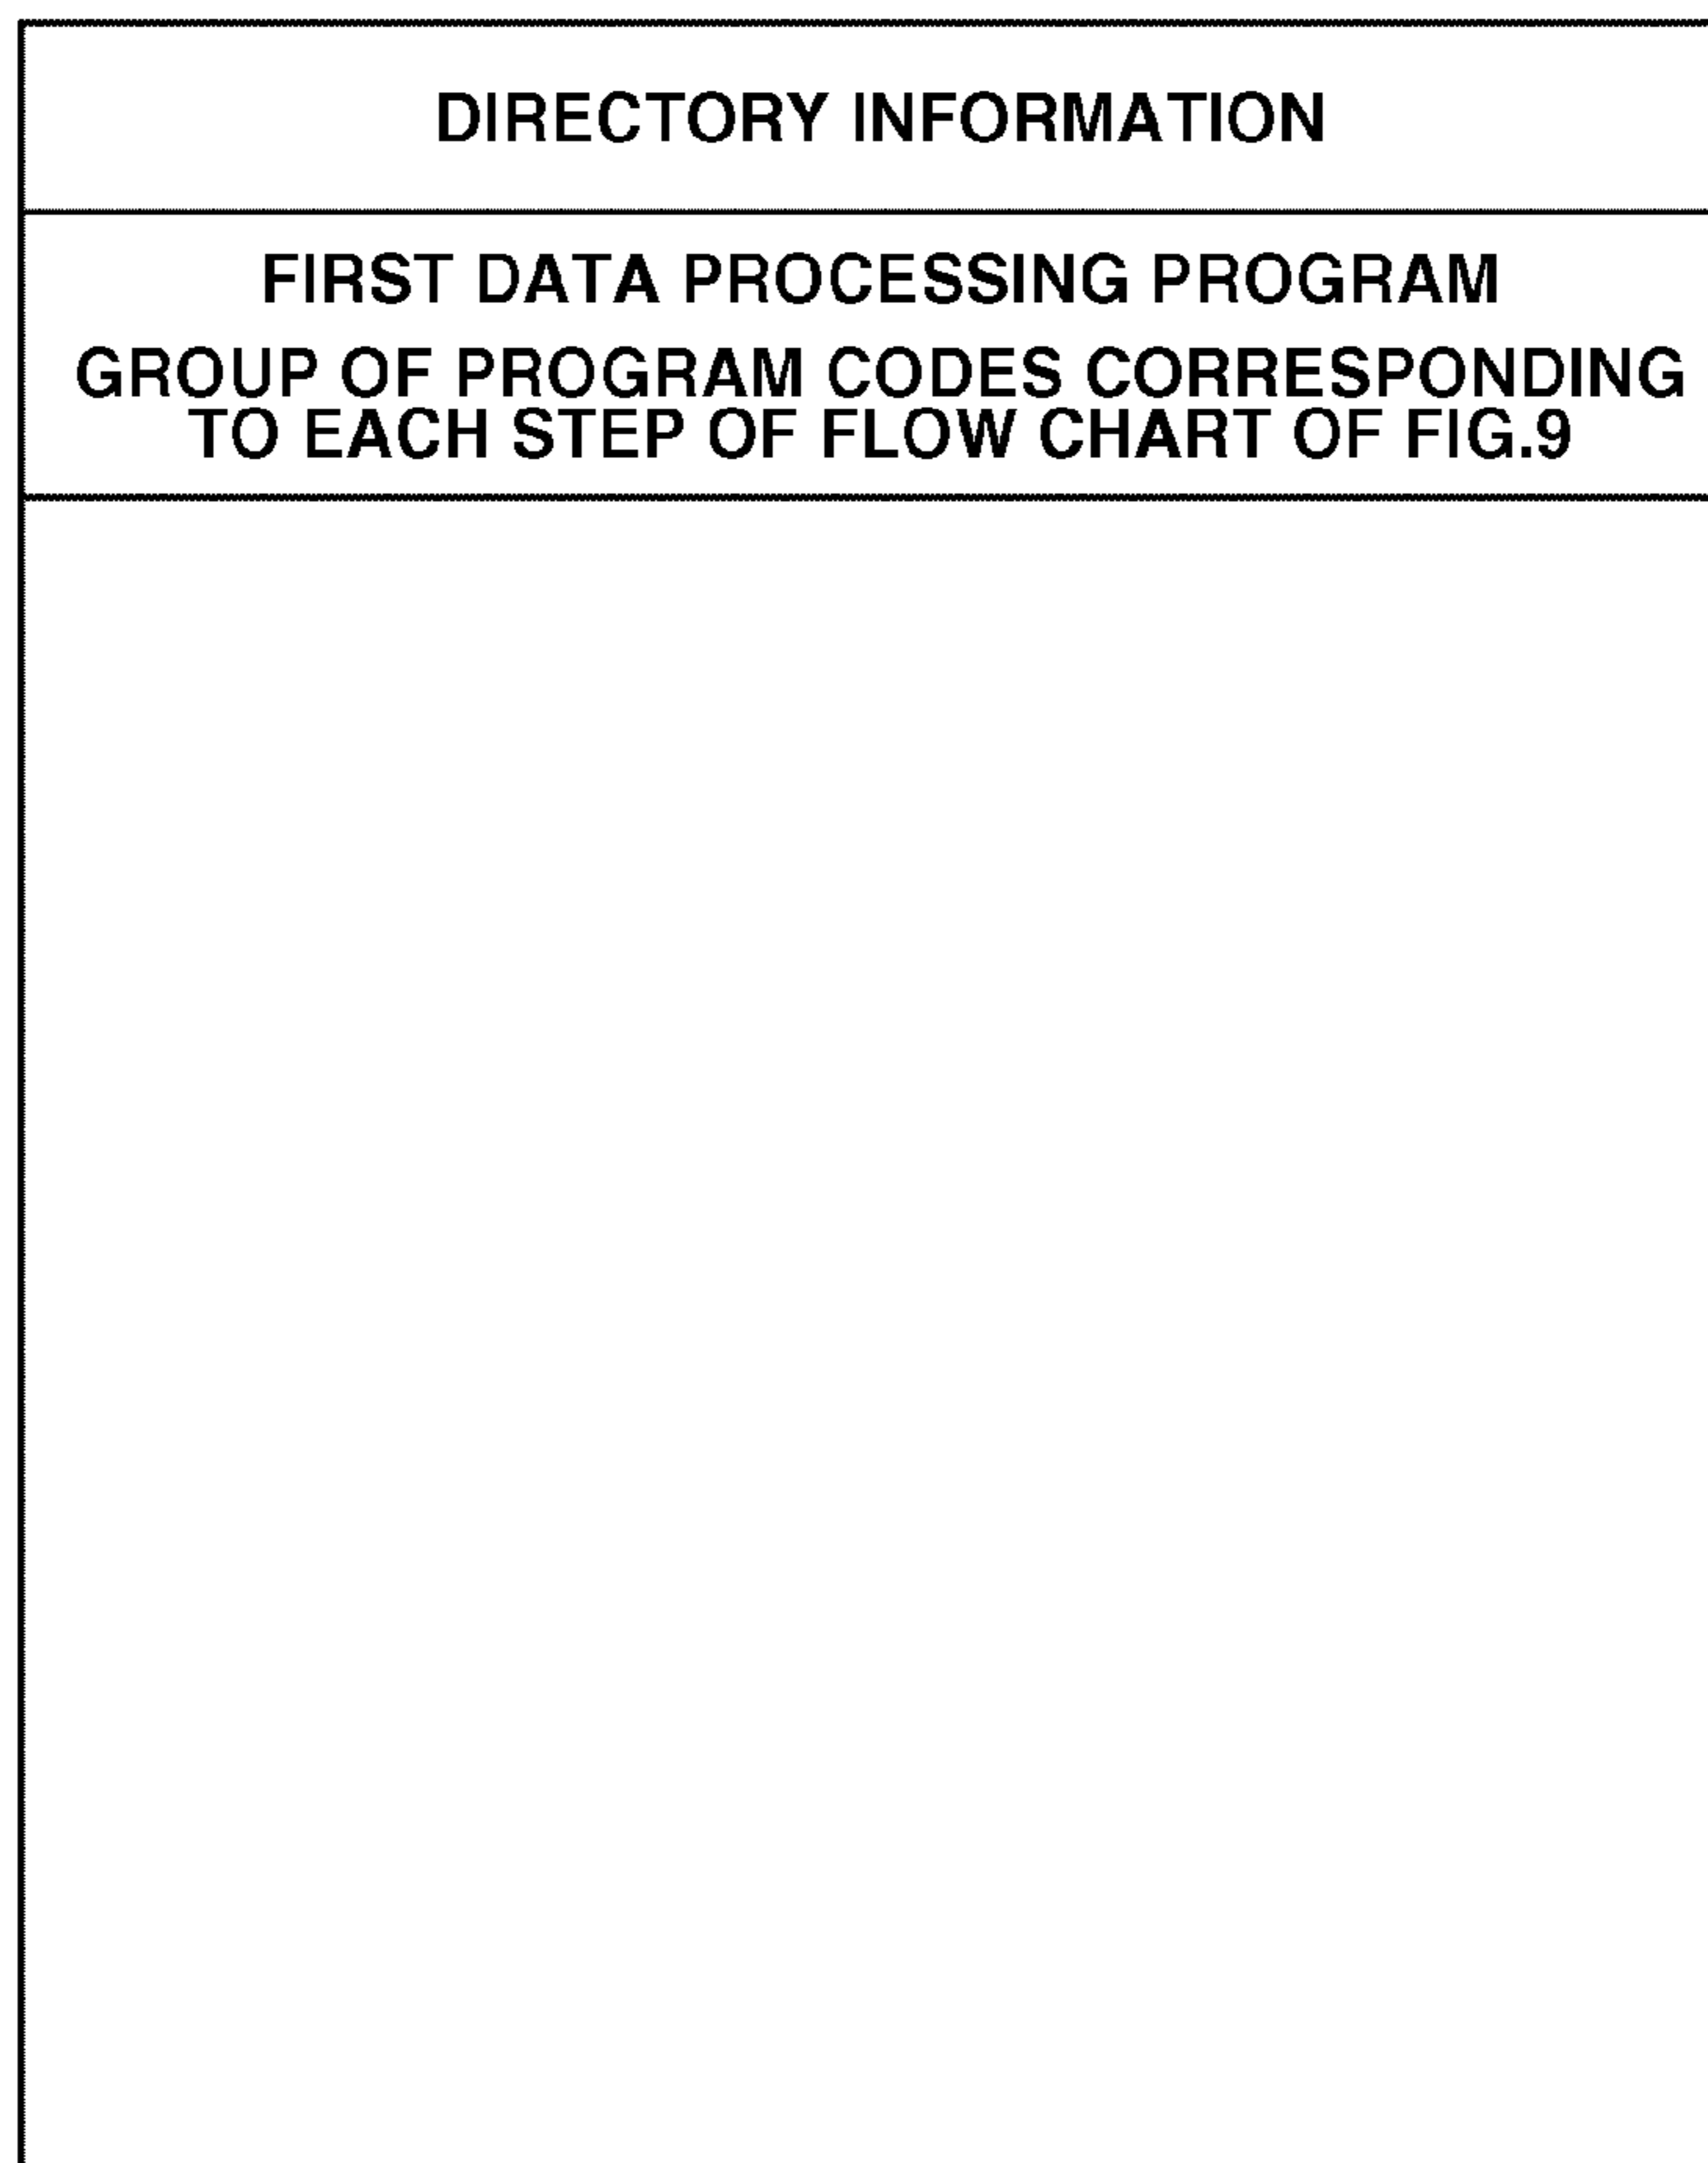 DIRECTORY INFORMATION
FIRST DATA PROCESSING PROGRAM
GROUP OF PROGRAM CODES CORRESPONDING
TO EACH STEP OF FLOW CHART OF FIG.9